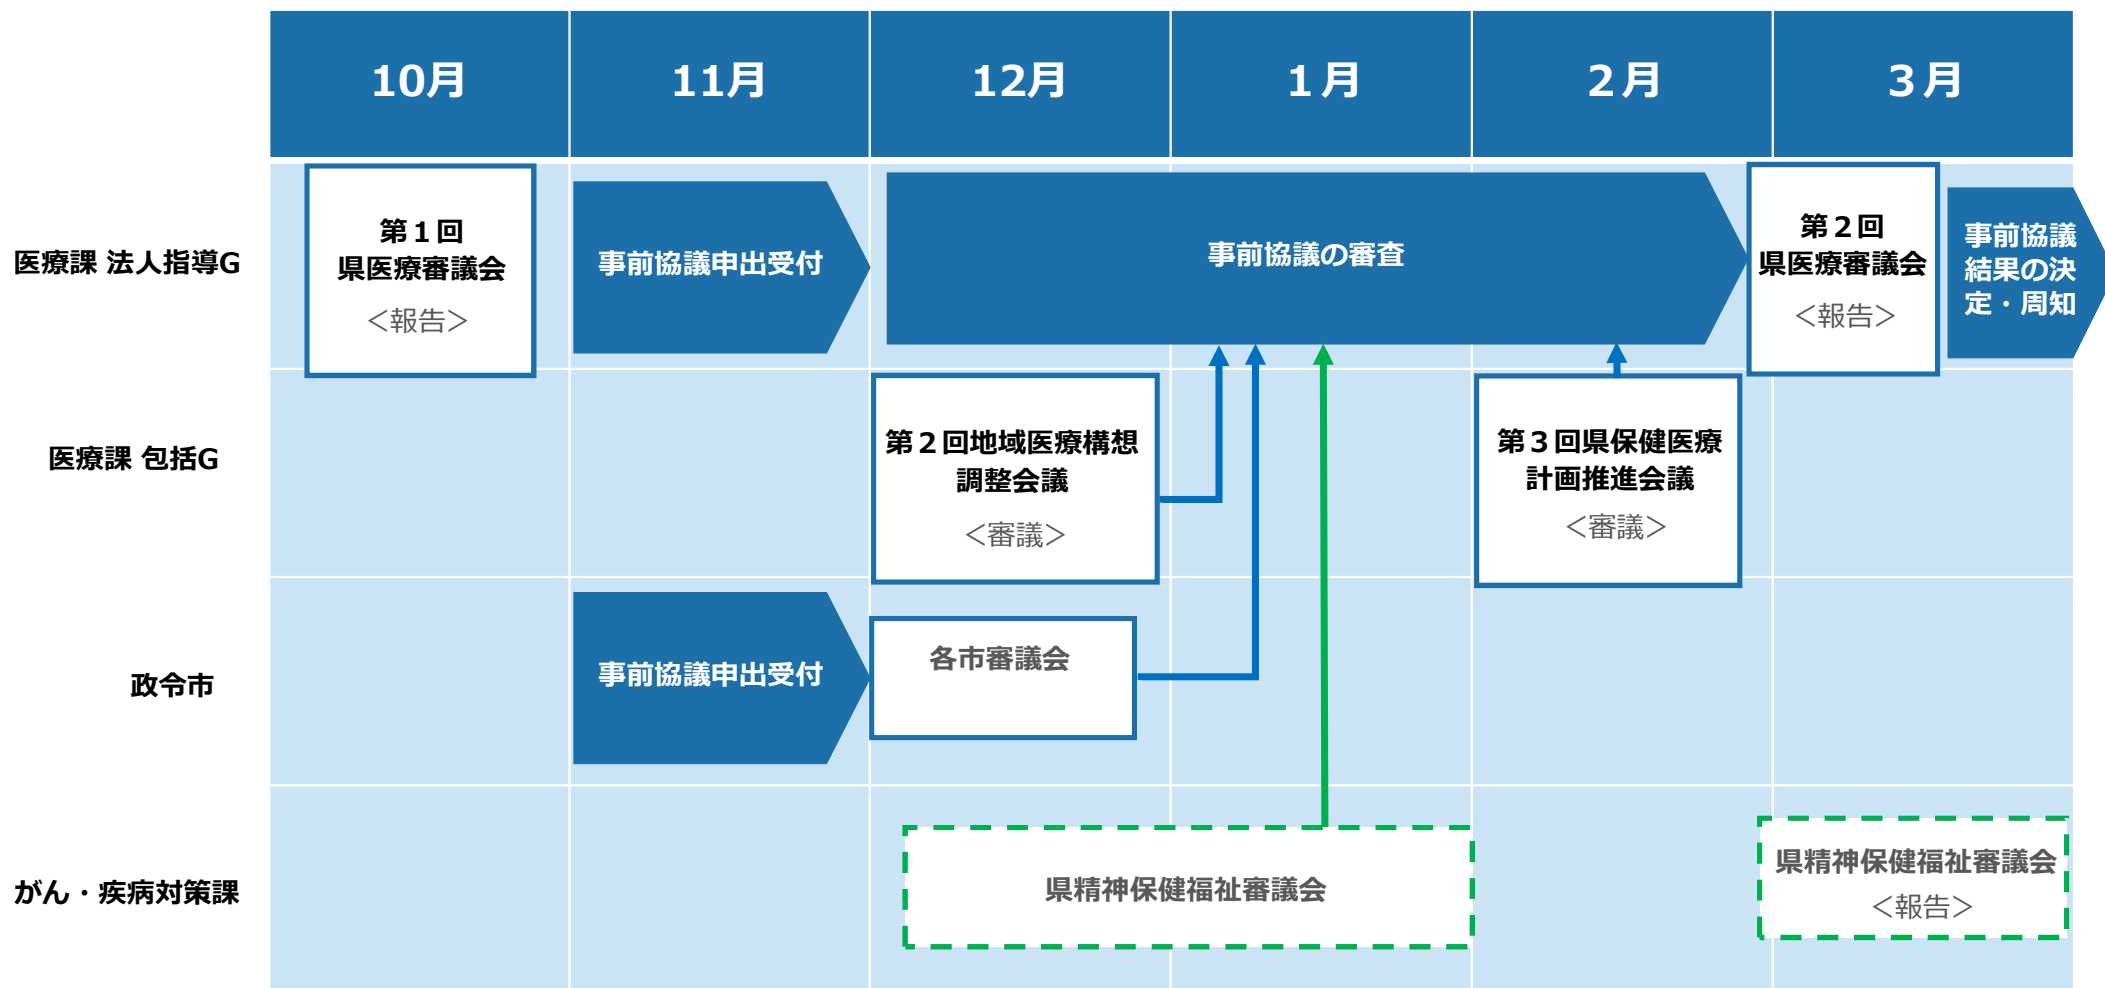 10月
11月
12月
１月
２月
３月
医療課 法人指導G
第１回
県医療審議会
＜報告＞
事前協議申出受付
事前協議の審査
第２回
県医療審議会
＜報告＞
事前協議
結果の決
定・周知
医療課 包括G
第２回地域医療構想
調整会議
＜審議＞
第３回県保健医療
計画推進会議
＜審議＞
政令市
事前協議申出受付
各市審議会
がん・疾病対策課
県精神保健福祉審議会
県精神保健福祉審議会
＜報告＞